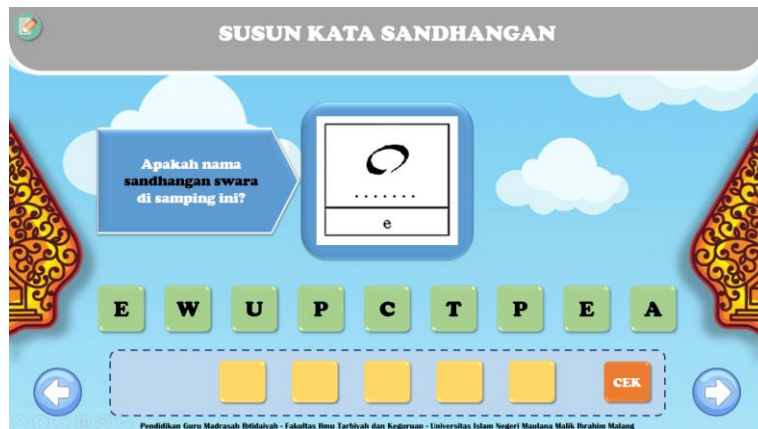 SUSUN KATA SANDHANGAN
Apakah nama
sandhangan swara
di samping ini?
.......
e
E W U P C T P E A
CEK
Pendidikan Guru Madrasah Ibtidaiyah - Fakultas Ilmu Tarbiyah dan Keguruan - Universitas Islam Negeri Maulana Malik Ibrahim Malang